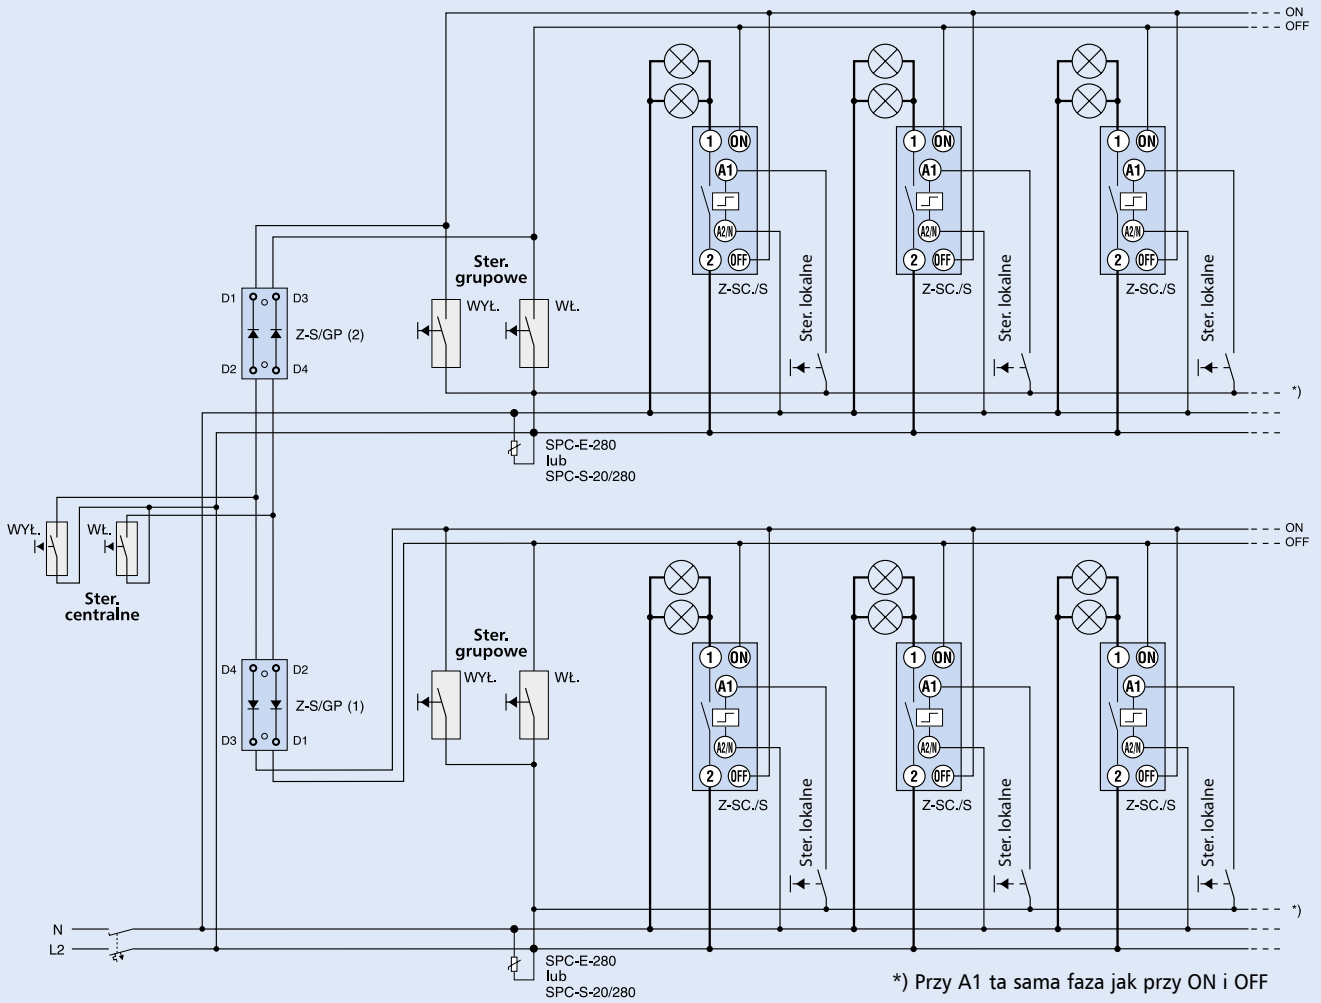 ON
OFF
1 ON
A1
A2/N
2 OFF
Z-SC./S
Ster. lokalne
1 ON
A1
A2/N
2 OFF
Z-SC./S
Ster. lokalne
1 ON
A1
A2/N
2 OFF
Z-SC./S
Ster. lokalne
Ster.
grupowe
WYŁ.
WŁ.
D1
D3
Z-S/GP (2)
D2
D4
*)
SPC-E-280
lub
SPC-S-20/280
WYŁ.
WŁ.
Ster.
centralne
ON
OFF
1 ON
A1
A2/N
2 OFF
Z-SC./S
Ster. lokalne
1 ON
A1
A2/N
2 OFF
Z-SC./S
Ster. lokalne
1 ON
A1
A2/N
2 OFF
Z-SC./S
Ster. lokalne
Ster.
grupowe
WYŁ.
WŁ.
D4
D2
Z-S/GP (1)
D3
D1
*)
N
L2
SPC-E-280
lub
SPC-S-20/280
*) Przy A1 ta sama faza jak przy ON i OFF